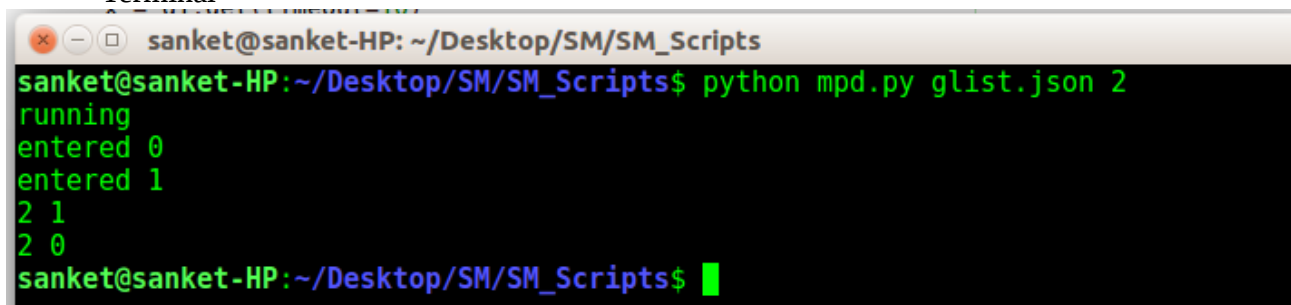 Terminal
sanket@sanket-HP: ~/Desktop/SM/SM_Scripts
sanket@sanket-HP:~/Desktop/SM/SM_Scripts$ python mpd.py glist.json 2
running
entered 0
entered 1
2 1
2 0
sanket@sanket-HP:~/Desktop/SM/SM_Scripts$